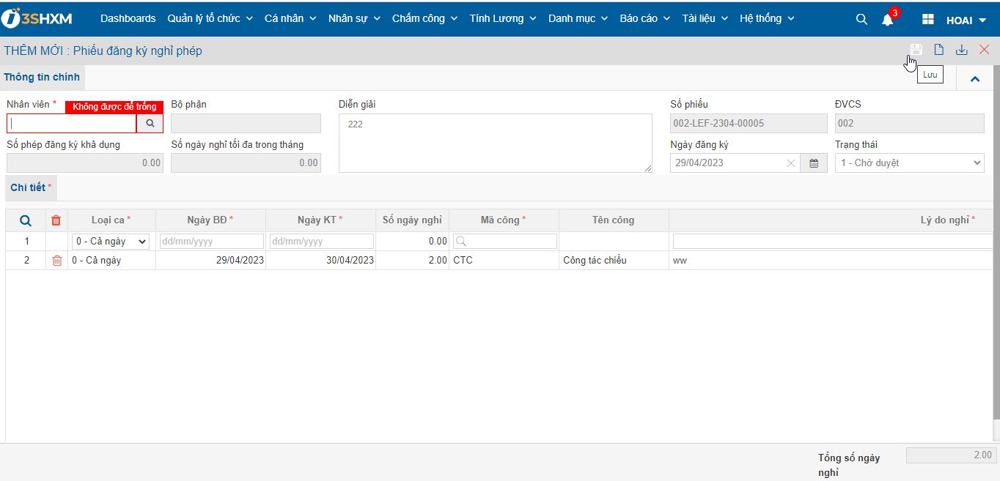 3SHXM Dashboards Quản lý tổ chức Cá nhân Nhân sự Chấm công Tính Lương Danh mục Báo cáo Tài liệu Hệ thống 3 HOAI
THÊM MỚI : Phiếu đăng ký nghỉ phép
Lưu
Thông tin chính
Nhân viên * Không được để trống Bộ phận Diễn giải Số phiếu ĐVCS
222 002-LEF-2304-00005 002
Số phép đăng ký khả dụng Số ngày nghỉ tối đa trong tháng Ngày đăng ký Trạng thái
0.00 0.00 29/04/2023 1 - Chờ duyệt
Chi tiết *
Loại ca * Ngày BĐ * Ngày KT * Số ngày nghỉ Mã công * Tên công Lý do nghỉ *
1 0 - Cả ngày dd/mm/yyyy dd/mm/yyyy 0.00
2 0 - Cả ngày 29/04/2023 30/04/2023 2.00 CTC Công tác chiều ww
Tổng số ngày nghỉ 2.00